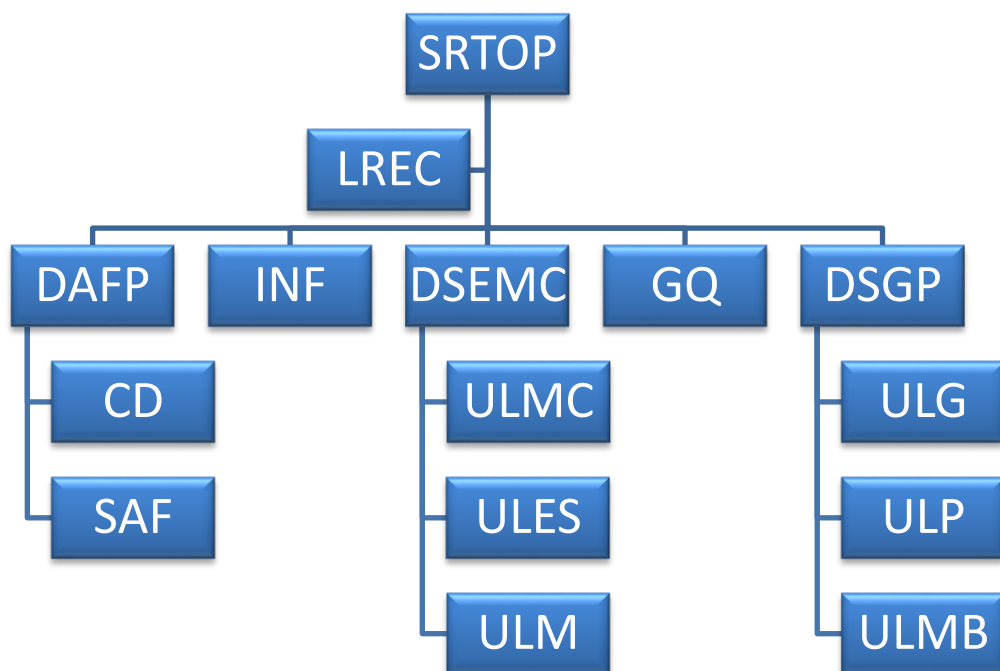 SRTOP
LREC
DAFP
INF
DSEMC
GQ
DSGP
CD
ULMC
ULG
SAF
ULES
ULP
ULM
ULMB